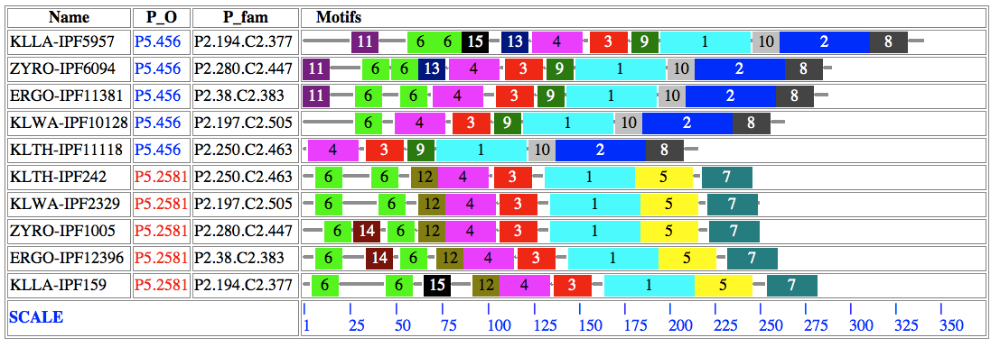 Name P_O P_fam Motifs
KLLA-IPF5957 P5.456 P2.194.C2.377 11 6 6 15 13 4 3 9 1 10 2 8
ZYRO-IPF6094 P5.456 P2.280.C2.447 11 6 6 13 4 3 9 1 10 2 8
ERGO-IPF11381 P5.456 P2.38.C2.383 11 6 6 4 3 9 1 10 2 8
KLWA-IPF10128 P5.456 P2.197.C2.505 6 4 3 9 1 10 2 8
KLTH-IPF11118 P5.456 P2.250.C2.463 4 3 9 1 10 2 8
KLTH-IPF242 P5.2581 P2.250.C2.463 6 6 12 4 3 1 5 7
KLWA-IPF2329 P5.2581 P2.197.C2.505 6 6 12 4 3 1 5 7
ZYRO-IPF1005 P5.2581 P2.280.C2.447 6 14 6 12 4 3 1 5 7
ERGO-IPF12396 P5.2581 P2.38.C2.383 6 14 6 12 4 3 1 5 7
KLLA-IPF159 P5.2581 P2.194.C2.377 6 6 15 12 4 3 1 5 7
SCALE 1 25 50 75 100 125 150 175 200 225 250 275 300 325 350